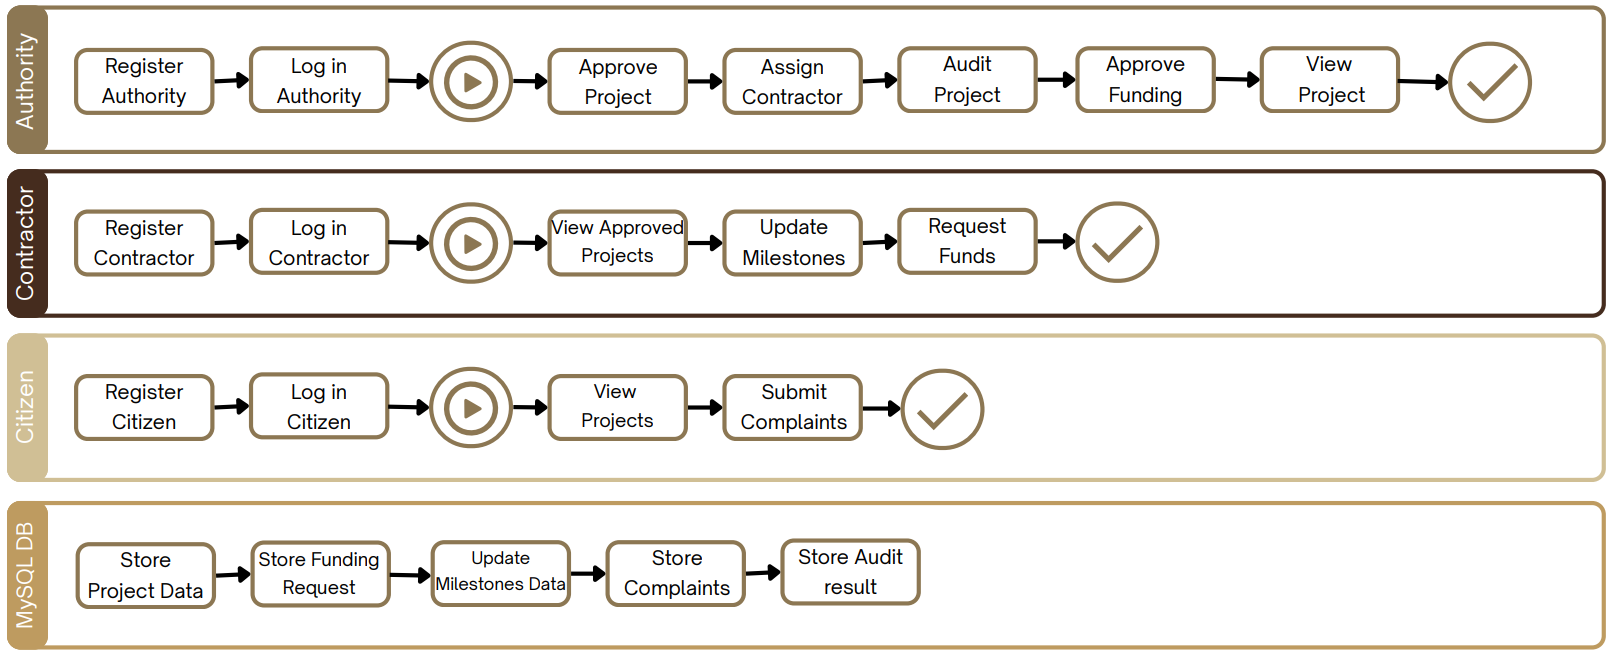 Authority
Register
Authority
Log in
Authority
Approve
Project
Assign
Contractor
Audit
Project
Approve
Funding
View
Project
Contractor
Register
Contractor
Log in
Contractor
View Approved
Projects
Update
Milestones
Request
Funds
Citizen
Register
Citizen
Log in
Citizen
View
Projects
Submit
Complaints
MySQL DB
Store
Project Data
Store Funding
Request
Update
Milestones Data
Store
Complaints
Store Audit
result